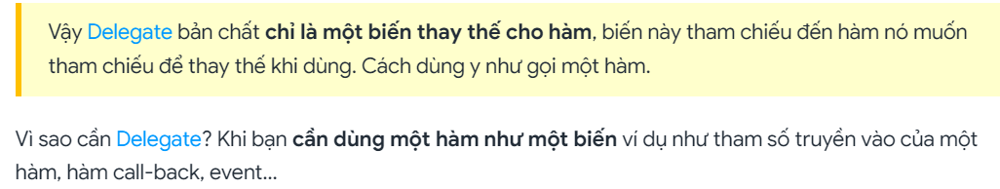 Vậy Delegate bản chất chỉ là một biến thay thế cho hàm, biến này tham chiếu đến hàm nó muốn
tham chiếu để thay thế khi dùng. Cách dùng y như gọi một hàm.
Vì sao cần Delegate? Khi bạn cần dùng một hàm như một biến ví dụ như tham số truyền vào của một
hàm, hàm call-back, event...